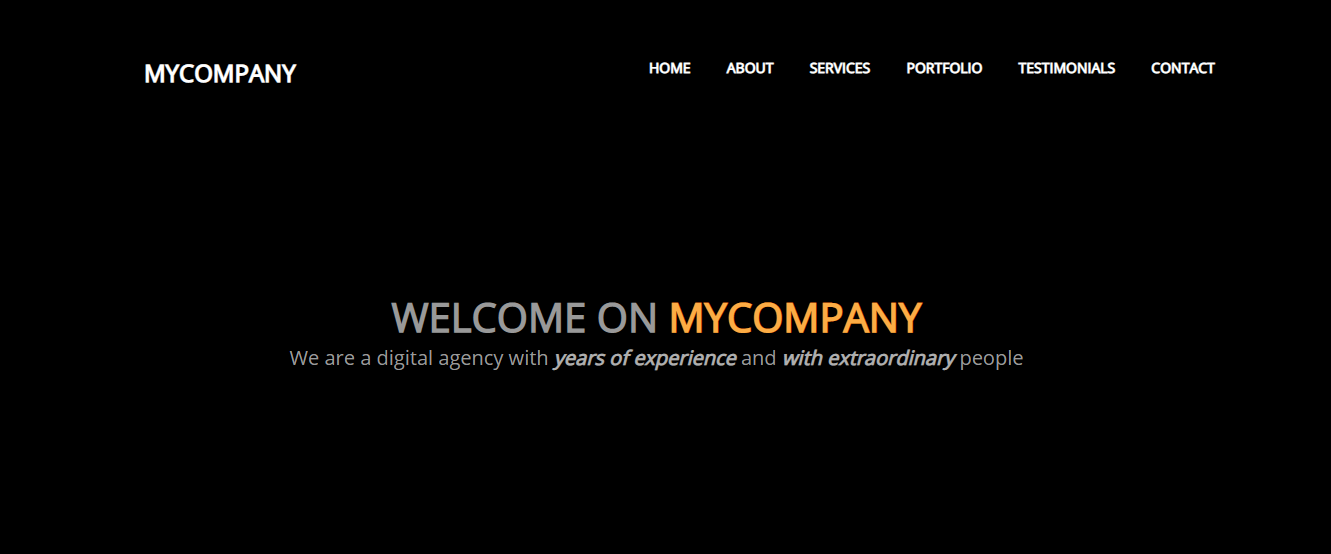 MYCOMPANY HOME ABOUT SERVICES PORTFOLIO TESTIMONIALS CONTACT
WELCOME ON MYCOMPANY
We are a digital agency with years of experience and with extraordinary people